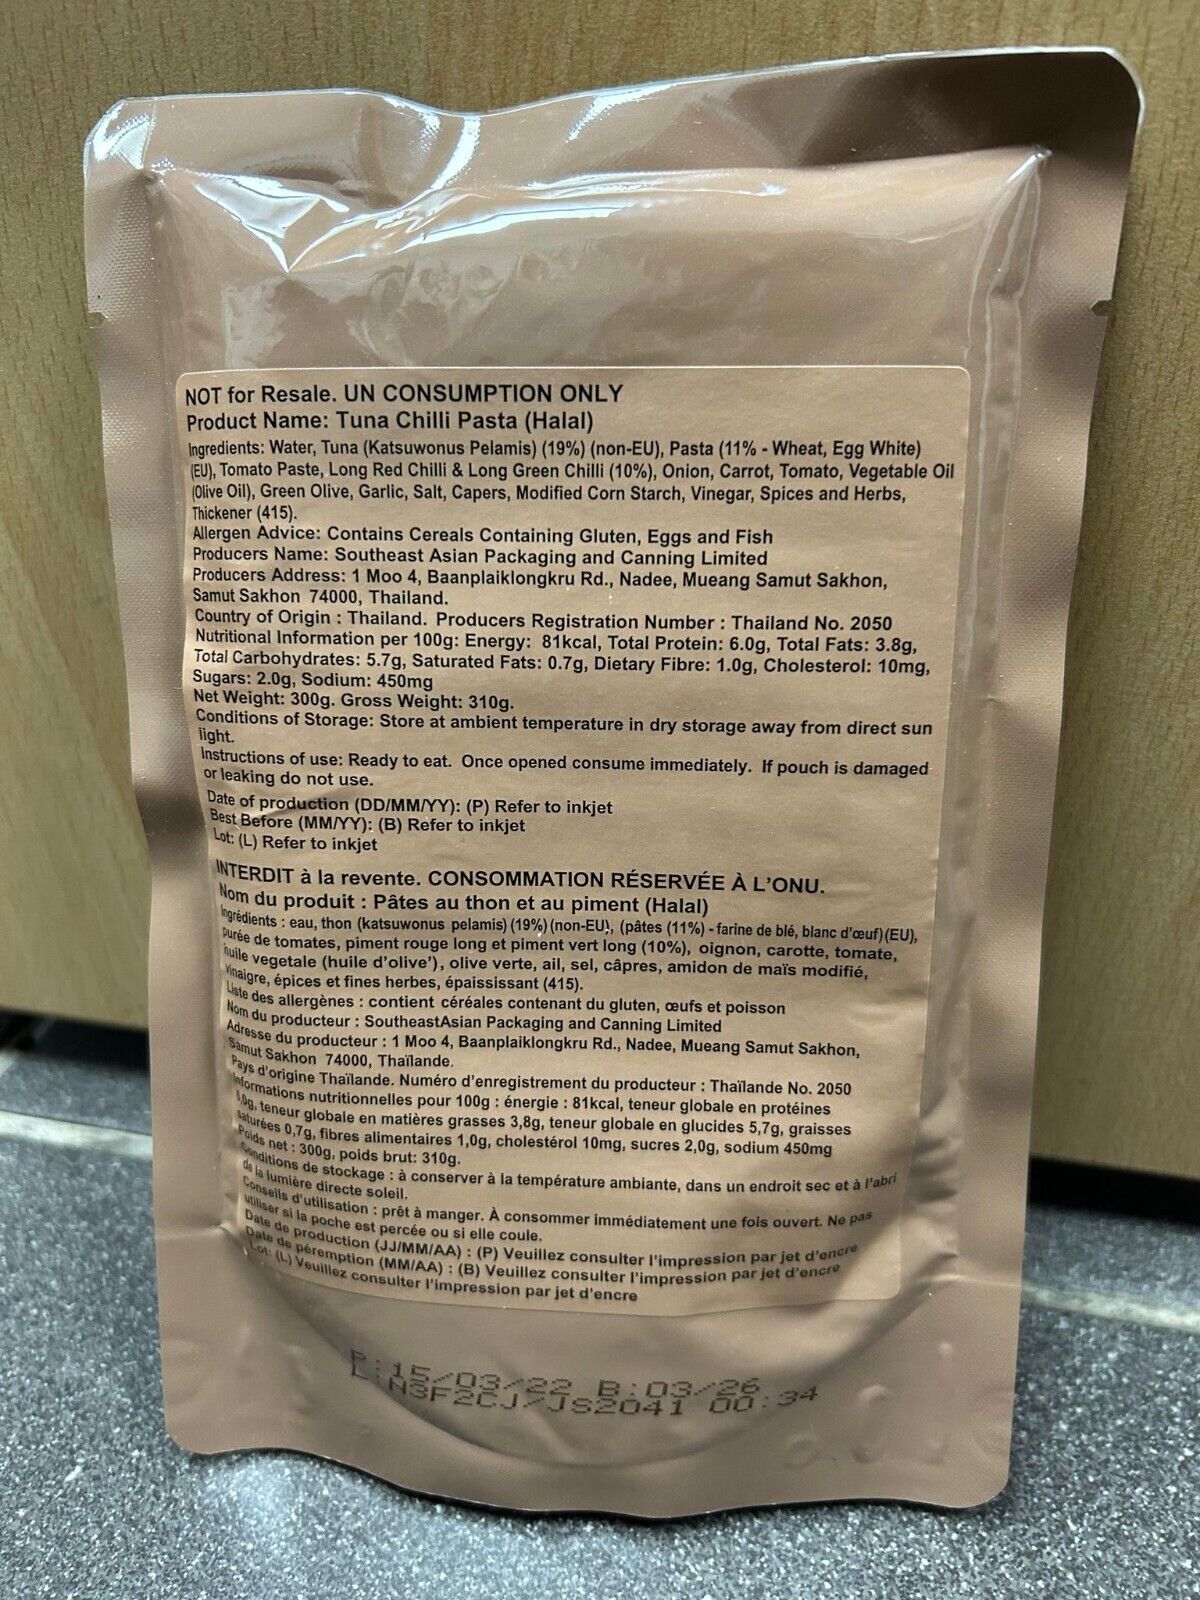 NOT for Resale. UN CONSUMPTION ONLY
Product Name: Tuna Chilli Pasta (Halal)
Ingredients: Water, Tuna (Katsuwonus Pelamis) (19%) (non-EU), Pasta (11% - Wheat, Egg White)
(EU), Tomato Paste, Long Red Chilli & Long Green Chilli (10%), Onion, Carrot, Tomato, Vegetable Oil
(Olive Oil), Green Olive, Garlic, Salt, Capers, Modified Corn Starch, Vinegar, Spices and Herbs,
Thickener (415).
Allergen Advice: Contains Cereals Containing Gluten, Eggs and Fish
Producers Name: Southeast Asian Packaging and Canning Limited
Producers Address: 1 Moo 4, Baanplaiklongkru Rd., Nadee, Mueang Samut Sakhon,
Samut Sakhon 74000, Thailand.
Country of Origin : Thailand. Producers Registration Number : Thailand No. 2050
Nutritional Information per 100g: Energy: 81kcal, Total Protein: 6.0g, Total Fats: 3.8g,
Total Carbohydrates: 5.7g, Saturated Fats: 0.7g, Dietary Fibre: 1.0g, Cholesterol: 10mg,
Sugars: 2.0g, Sodium: 450mg
Net Weight: 300g. Gross Weight: 310g.
Conditions of Storage: Store at ambient temperature in dry storage away from direct sun
light.
Instructions of use: Ready to eat. Once opened consume immediately. If pouch is damaged
or leaking do not use.
Date of production (DD/MM/YY): (P) Refer to inkjet
Best Before (MM/YY): (B) Refer to inkjet
Lot: (L) Refer to inkjet
INTERDIT à la revente. CONSOMMATION RÉSERVÉE À L'ONU.
Nom du produit : Pâtes au thon et au piment (Halal)
Ingrédients : eau, thon (katsuwonus pelamis) (19%) (non-EU), (pâtes (11%) - farine de blé, blanc d'œuf) (EU),
purée de tomates, piment rouge long et piment vert long (10%), oignon, carotte, tomate,
huile vegetale (huile d'olive'), olive verte, ail, sel, câpres, amidon de maïs modifié,
vinaigre, épices et fines herbes, épaississant (415).
Liste des allergènes : contient céréales contenant du gluten, œufs et poisson
Nom du producteur : SoutheastAsian Packaging and Canning Limited
Adresse du producteur : 1 Moo 4, Baanplaiklongkru Rd., Nadee, Mueang Samut Sakhon,
Samut Sakhon 74000, Thaïlande.
Pays d'origine Thaïlande. Numéro d'enregistrement du producteur : Thaïlande No. 2050
Informations nutritionnelles pour 100g : énergie : 81kcal, teneur globale en protéines
6,0g, teneur globale en matières grasses 3,8g, teneur globale en glucides 5,7g, graisses
saturées 0,7g, fibres alimentaires 1,0g, cholestérol 10mg, sucres 2,0g, sodium 450mg
Poids net : 300g, poids brut: 310g.
Conditions de stockage : à conserver à la température ambiante, dans un endroit sec et à l'abri
de la lumière directe soleil.
Conseils d'utilisation : prêt à manger. À consommer immédiatement une fois ouvert. Ne pas
utiliser si la poche est percée ou si elle coule.
Date de production (JJ/MM/AA) : (P) Veuillez consulter l'impression par jet d'encre
Date de péremption (MM/AA) : (B) Veuillez consulter l'impression par jet d'encre
Lot: (L) Veuillez consulter l'impression par jet d'encre
P:15/03/22 B:03/26
L:N3F2CJ/JS2041 00:34